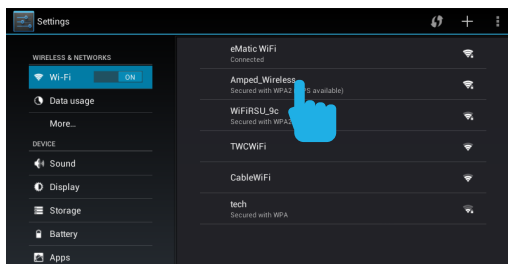 Settings
WIRELESS & NETWORKS
Wi-Fi ON
Data usage
More...
DEVICE
Sound
Display
Storage
Battery
Apps
eMatic WiFi
Connected
Amped_Wireless
Secured with WPA2 available)
WiFiRSU_9c
Secured with WPA2
TWCWiFi
CableWiFi
tech
Secured with WPA